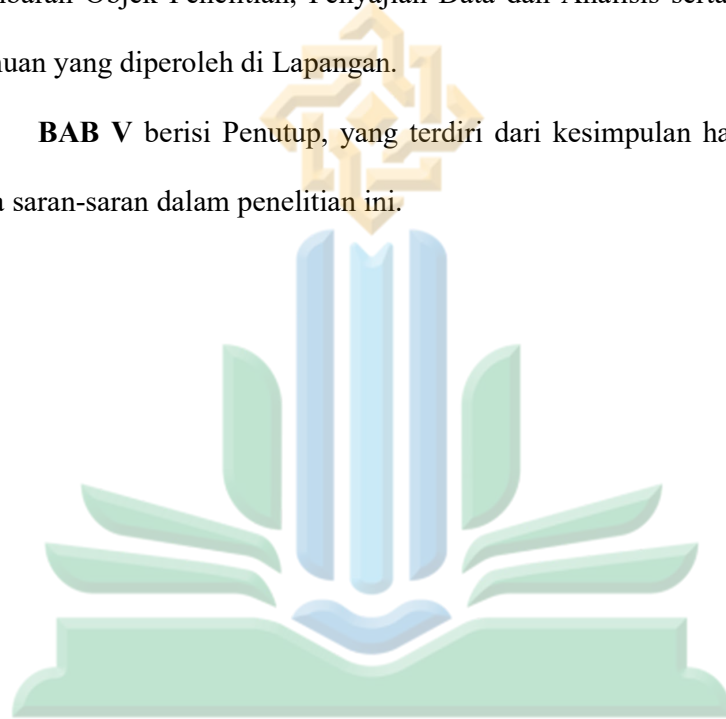 Objek Penelitian, Penyajian Data dan Analisis serta
yang diperoleh di Lapangan.
BAB V berisi Penutup, yang terdiri dari kesimpulan
saran-saran dalam penelitian ini.